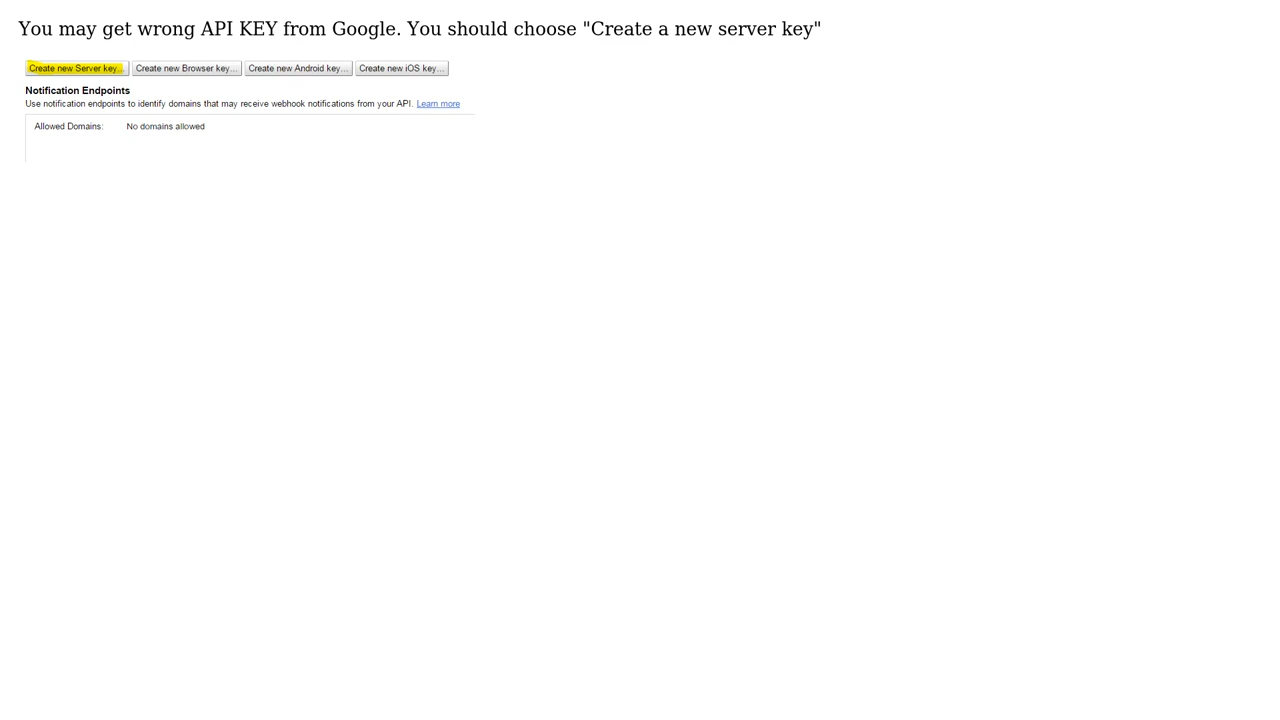 You may get wrong API KEY from Google. You should choose "Create a new server key"
Create new Server key... Create new Browser key... Create new Android key... Create new iOS key...
Notification Endpoints
Use notification endpoints to identify domains that may receive webhook notifications from your API. Learn more
Allowed Domains: No domains allowed